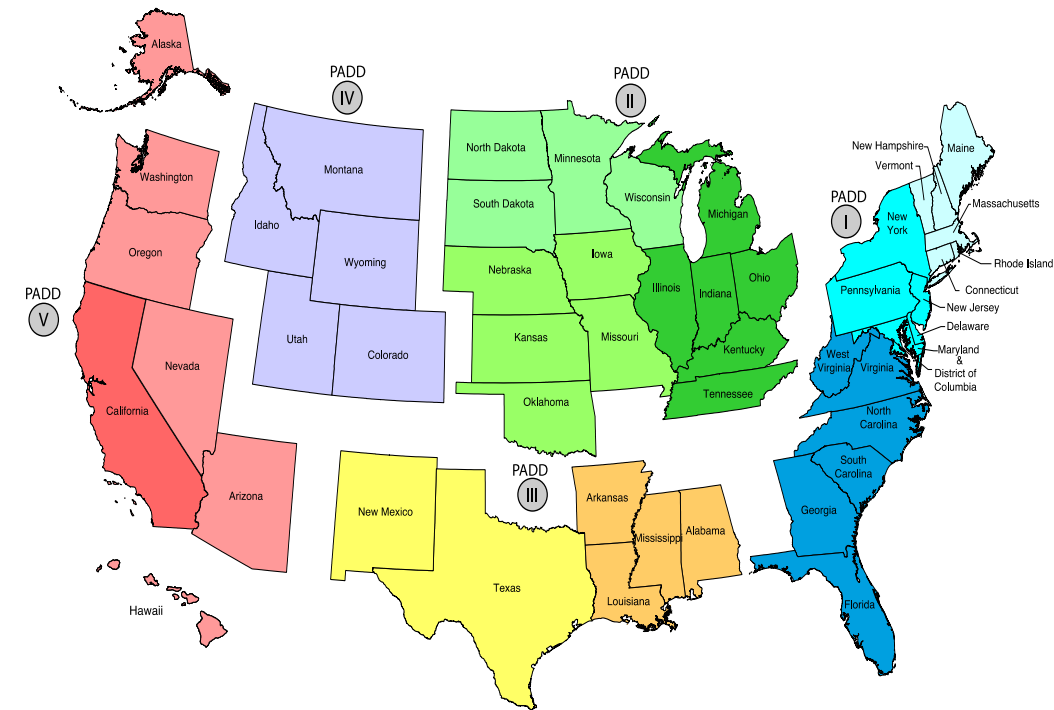 Alaska
PADD
IV
PADD
II
North Dakota
Minnesota
New Hampshire
Maine
Vermont
Montana
Washington
South Dakota
Wisconsin
Michigan
PADD
I
Massachusetts
New
York
Idaho
Oregon
Wyoming
Iowa
Nebraska
Illinois
Indiana
Ohio
Rhode Island
Pennsylvania
Connecticut
PADD
V
New Jersey
Delaware
Utah
Colorado
Nevada
Kansas
Missouri
Kentucky
West
Virginia
Virginia
Maryland
&
District of
Columbia
Tennessee
Oklahoma
California
North
Carolina
South
Carolina
PADD
III
Arizona
New Mexico
Arkansas
Mississippi
Alabama
Georgia
Texas
Louisiana
Florida
Hawaii